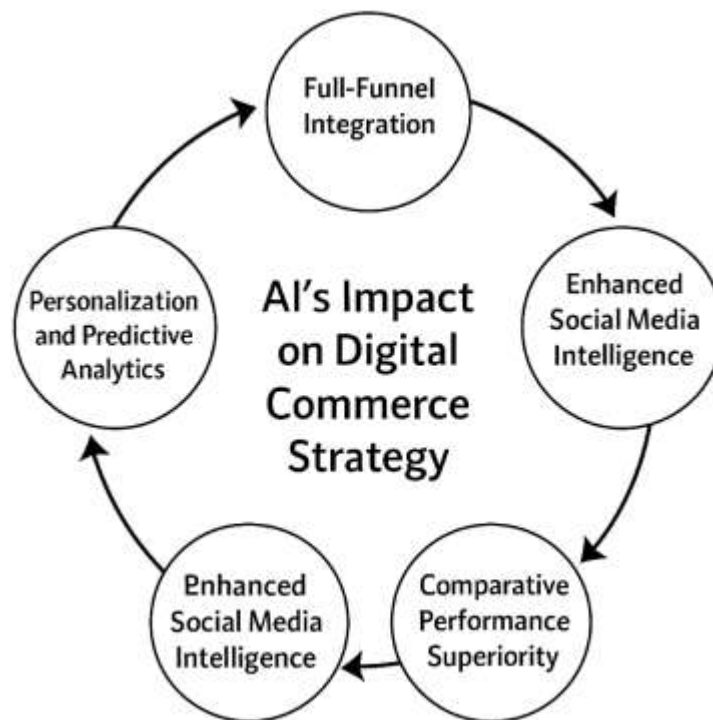 Full-Funnel
Integration
Enhanced
Social Media
Intelligence
Comparative
Performance
Superiority
Enhanced
Social Media
Intelligence
Personalization
and Predictive
Analytics
AI's Impact
on Digital
Commerce
Strategy